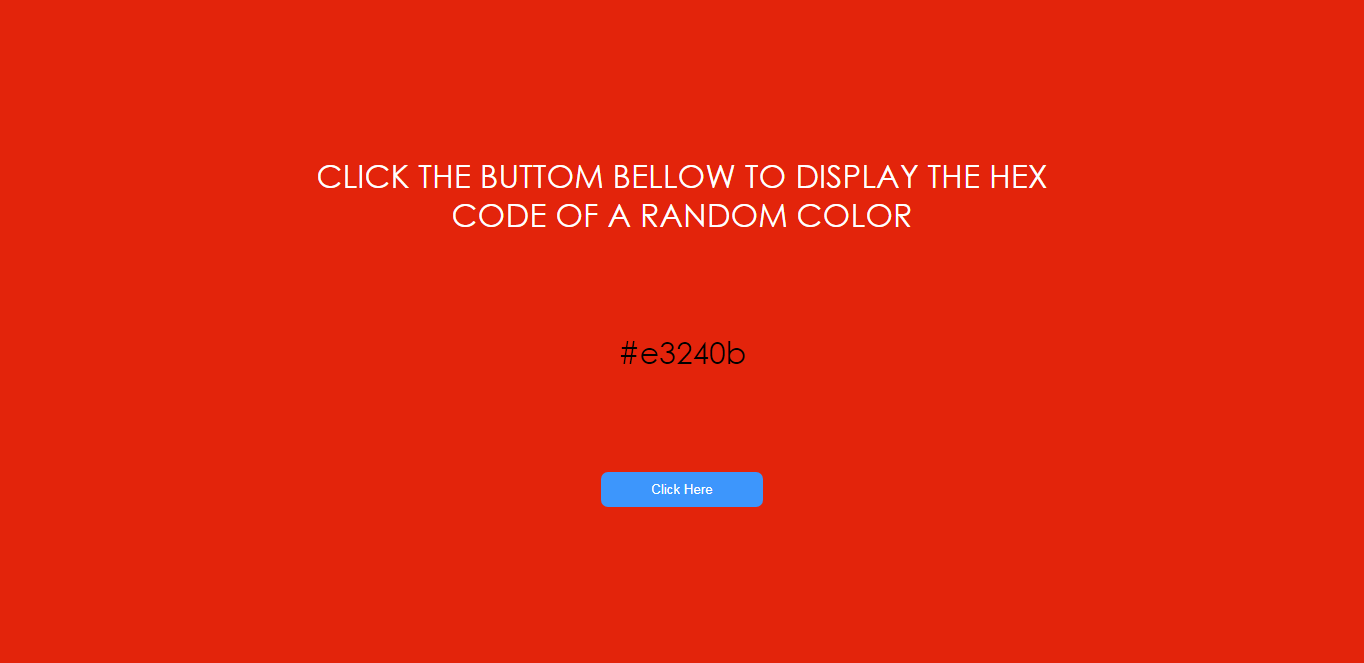 CLICK THE BUTTOM BELLOW TO DISPLAY THE HEX
CODE OF A RANDOM COLOR
#e3240b
Click Here